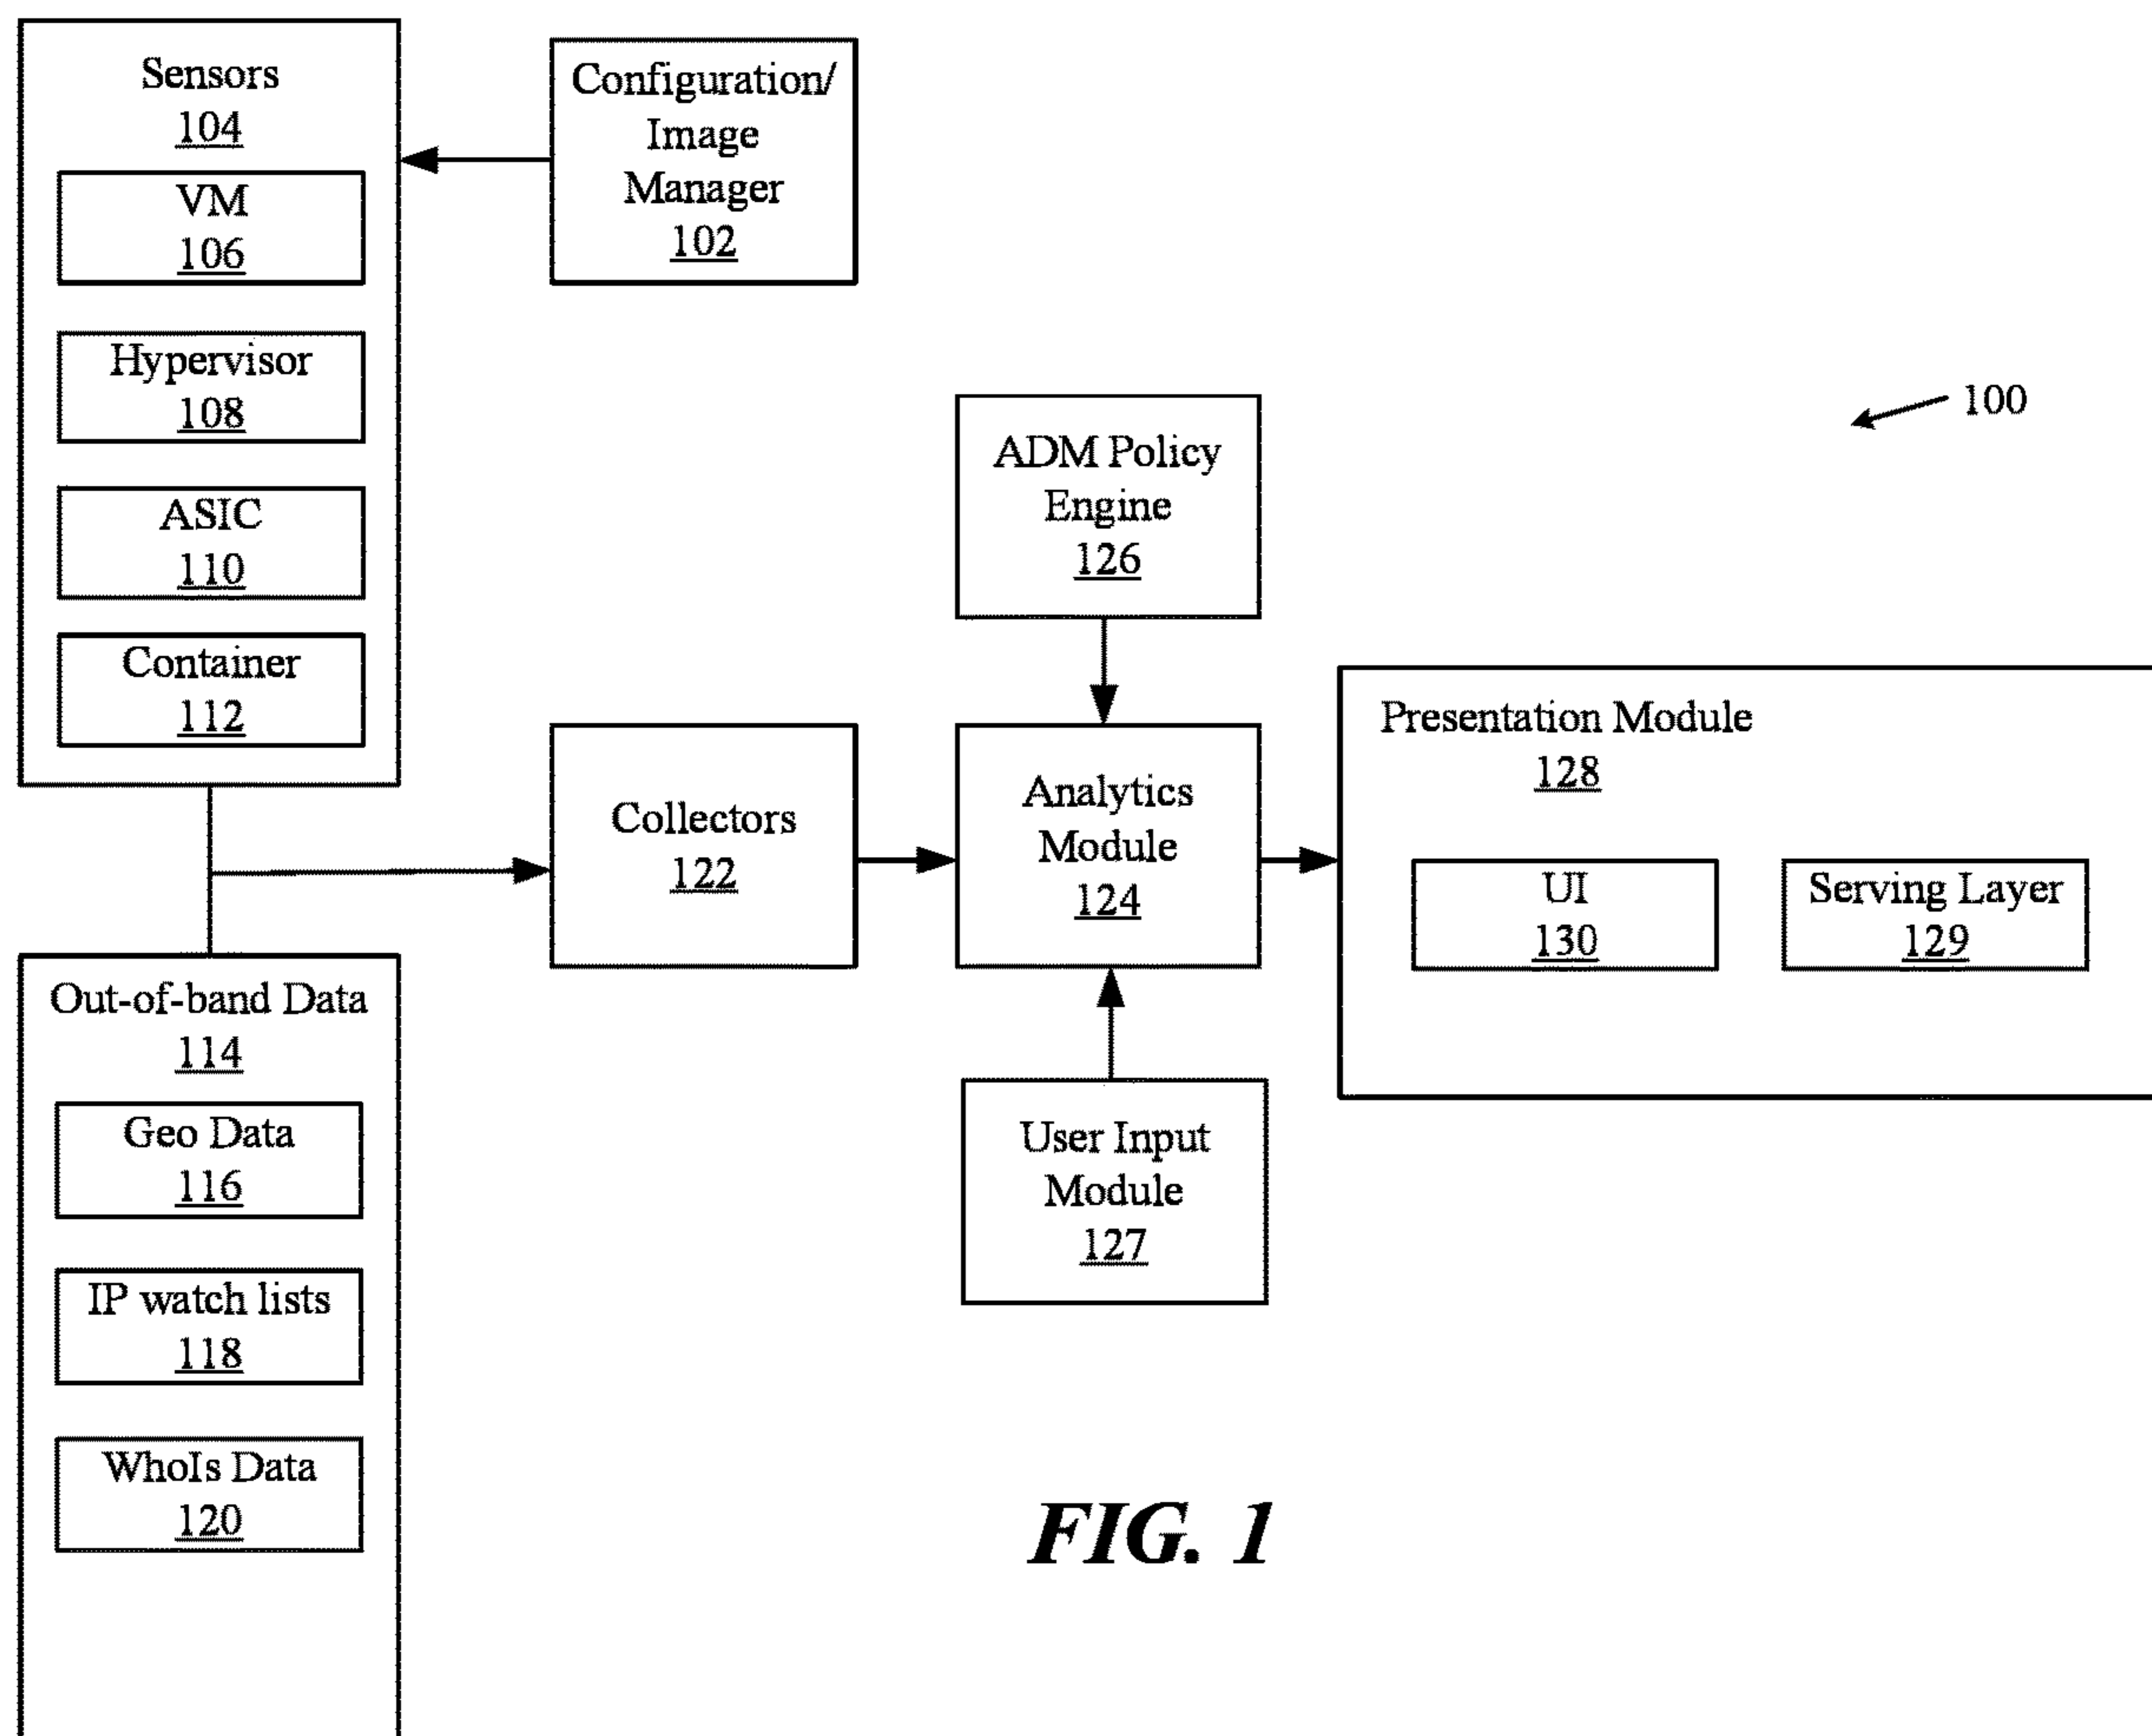 Sensors
104
VM
106
Hypervisor
108
ASIC
110
Container
112
Configuration/
Image
Manager
102
100
ADM Policy
Engine
126
Collectors
122
Analytics
Module
124
Presentation Module
128
UI
130
Serving Layer
129
Out-of-band Data
114
Geo Data
116
IP watch lists
118
WhoIs Data
120
User Input
Module
127
FIG. 1